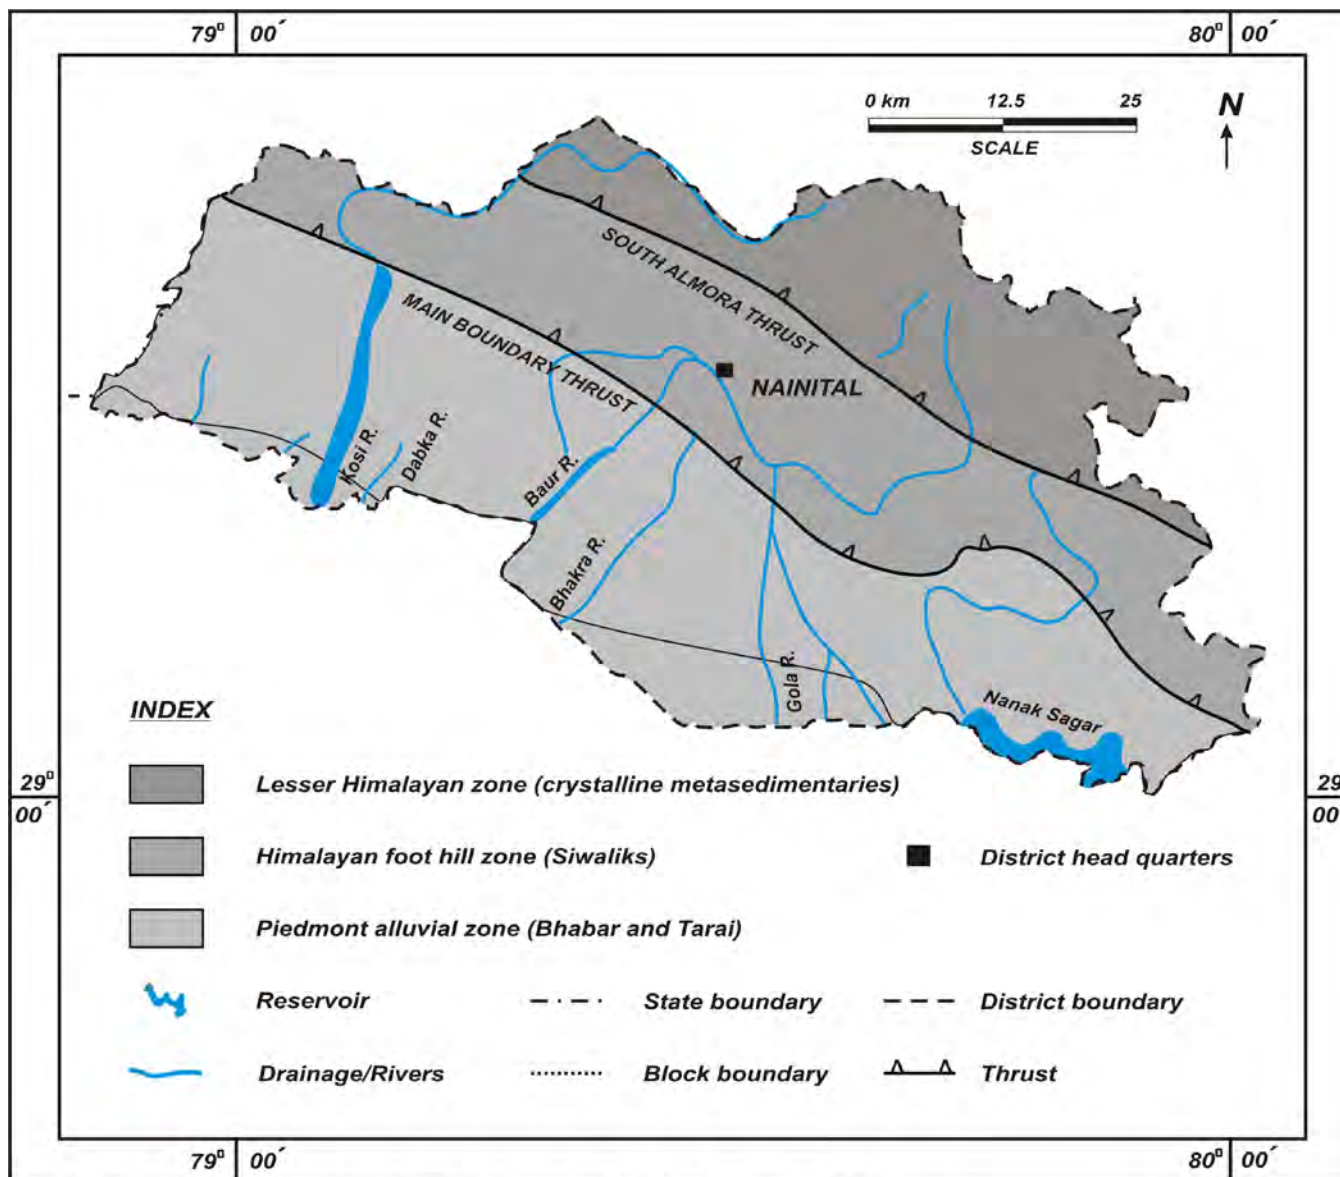 79° 00´
80° 00´
0 km 12.5 25
SCALE
N
SOUTH ALMORA THRUST
MAIN BOUNDARY THRUST
NAINITAL
Kosi R.
Dabka R.
Baur R.
Bhakra R.
Gola R.
Nanak Sagar
INDEX
29° 00´
29° 00´
Lesser Himalayan zone (crystalline metasedimentaries)
Himalayan foot hill zone (Siwaliks)
District head quarters
Piedmont alluvial zone (Bhabar and Tarai)
Reservoir
State boundary
District boundary
Drainage/Rivers
Block boundary
Thrust
79° 00´
80° 00´